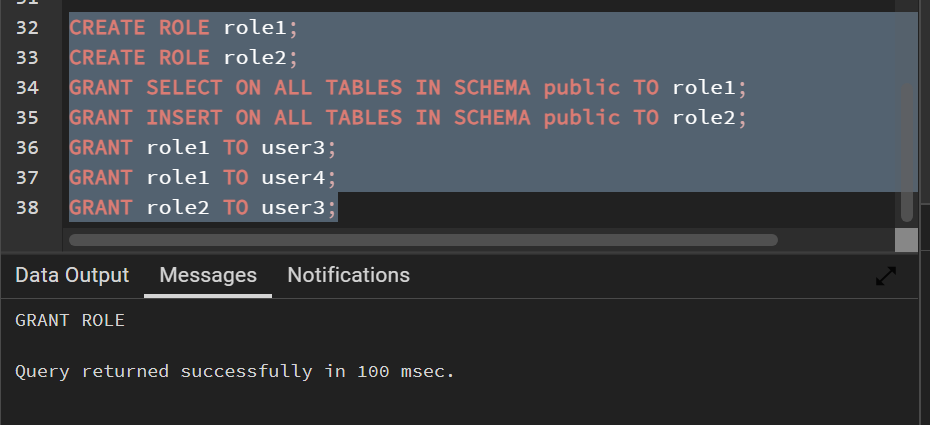 32 CREATE ROLE role1;
33 CREATE ROLE role2;
34 GRANT SELECT ON ALL TABLES IN SCHEMA public TO role1;
35 GRANT INSERT ON ALL TABLES IN SCHEMA public TO role2;
36 GRANT role1 TO user3;
37 GRANT role1 TO user4;
38 GRANT role2 TO user3;
Data Output Messages Notifications
GRANT ROLE
Query returned successfully in 100 msec.